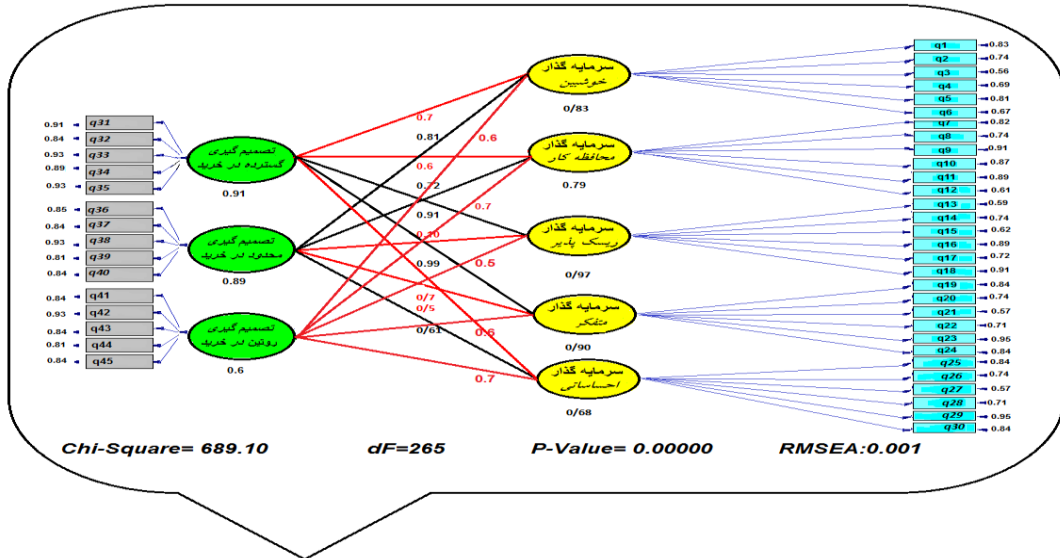 q31
q32
q33
q34
q35
0.91
0.84
0.93
0.89
0.93
q36
q37
q38
q39
q40
0.85
0.84
0.93
0.81
0.84
q41
q42
q43
q44
q45
0.84
0.93
0.84
0.81
0.84
تصمیم گیری
گسترده در خرید
0.91
تصمیم گیری
محدود در خرید
0.89
تصمیم گیری
روتین در خرید
0.6
0.7
0.81
0.6
0.6
0.72
0.7
0.91
0.99
0.5
0/7
0/5
0/61
0.6
0.7
سرمایه گذار
خوشبین
0/83
سرمایه گذار
محافظه کار
0.79
سرمایه گذار
ریسک پذیر
0/97
سرمایه گذار
متفکر
0/90
سرمایه گذار
احساساتی
0/68
q1 0.83
q2 0.74
q3 0.56
q4 0.69
q5 0.81
q6 0.67
q7 0.82
q8 0.74
q9 0.91
q10 0.87
q11 0.89
q12 0.61
q13 0.59
q14 0.74
q15 0.62
q16 0.89
q17 0.72
q18 0.91
q19 0.84
q20 0.74
q21 0.57
q22 0.71
q23 0.95
q24 0.84
q25 0.84
q26 0.74
q27 0.57
q28 0.71
q29 0.95
q30 0.84
Chi-Square= 689.10 dF=265 P-Value= 0.00000 RMSEA:0.001